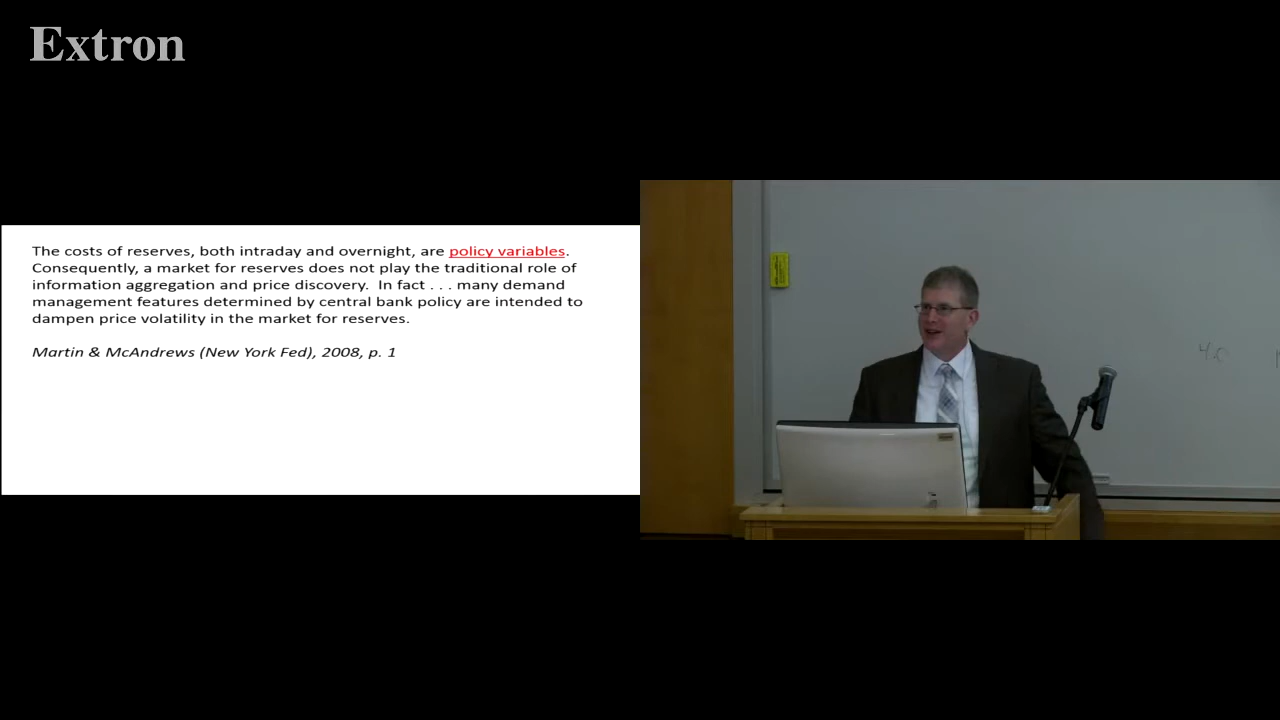 Extron
The costs of reserves, both intraday and overnight, are policy variables.
Consequently, a market for reserves does not play the traditional role of
information aggregation and price discovery.  In fact . . . many demand
management features determined by central bank policy are intended to
dampen price volatility in the market for reserves.
Martin & McAndrews (New York Fed), 2008, p. 1